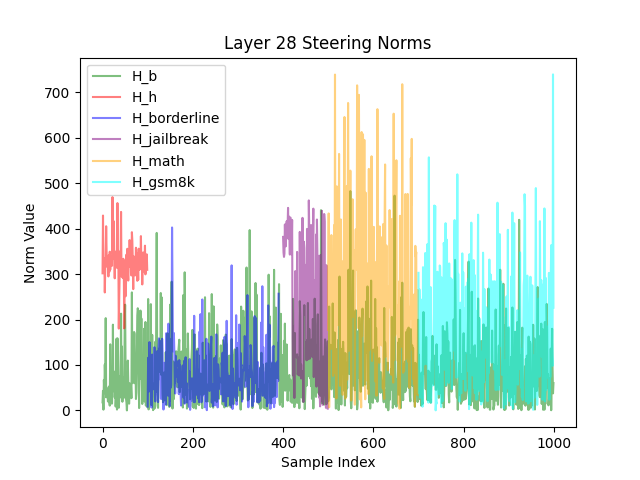 Layer 28 Steering Norms
H_b
H_h
H_borderline
H_jailbreak
H_math
H_gsm8k
Norm Value
700
600
500
400
300
200
100
0
0 200 400 600 800 1000
Sample Index